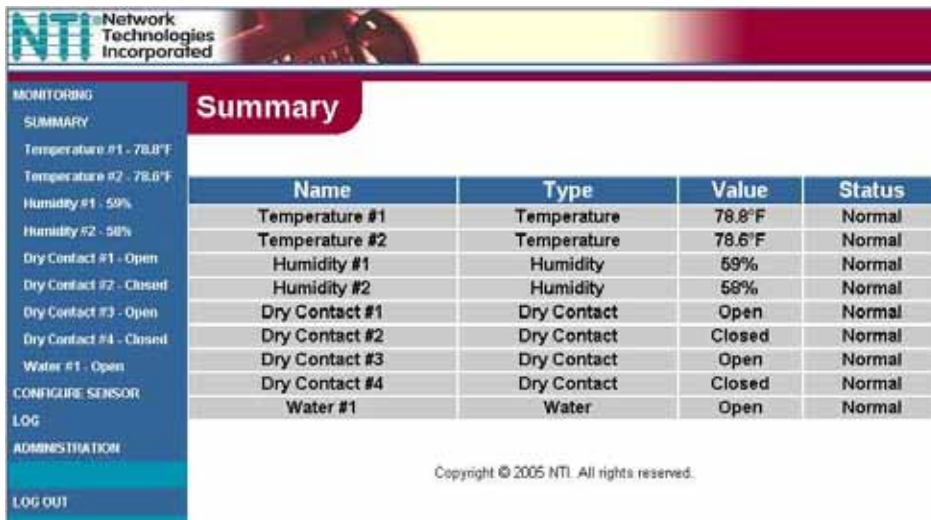 NTI
Network
Technologies
Incorporated
MONITORING
SUMMARY
Temperature #1 - 78.8°F
Temperature #2 - 78.6°F
Humidity #1 - 59%
Humidity #2 - 58%
Dry Contact #1 - Open
Dry Contact #2 - Closed
Dry Contact #3 - Open
Dry Contact #4 - Closed
Water #1 - Open
CONFIGURE SENSOR
LOG
ADMINISTRATION
LOG OUT
Summary
Name Type Value Status
Temperature #1 Temperature 78.8°F Normal
Temperature #2 Temperature 78.6°F Normal
Humidity #1 Humidity 59% Normal
Humidity #2 Humidity 58% Normal
Dry Contact #1 Dry Contact Open Normal
Dry Contact #2 Dry Contact Closed Normal
Dry Contact #3 Dry Contact Open Normal
Dry Contact #4 Dry Contact Closed Normal
Water #1 Water Open Normal
Copyright © 2005 NTI. All rights reserved.